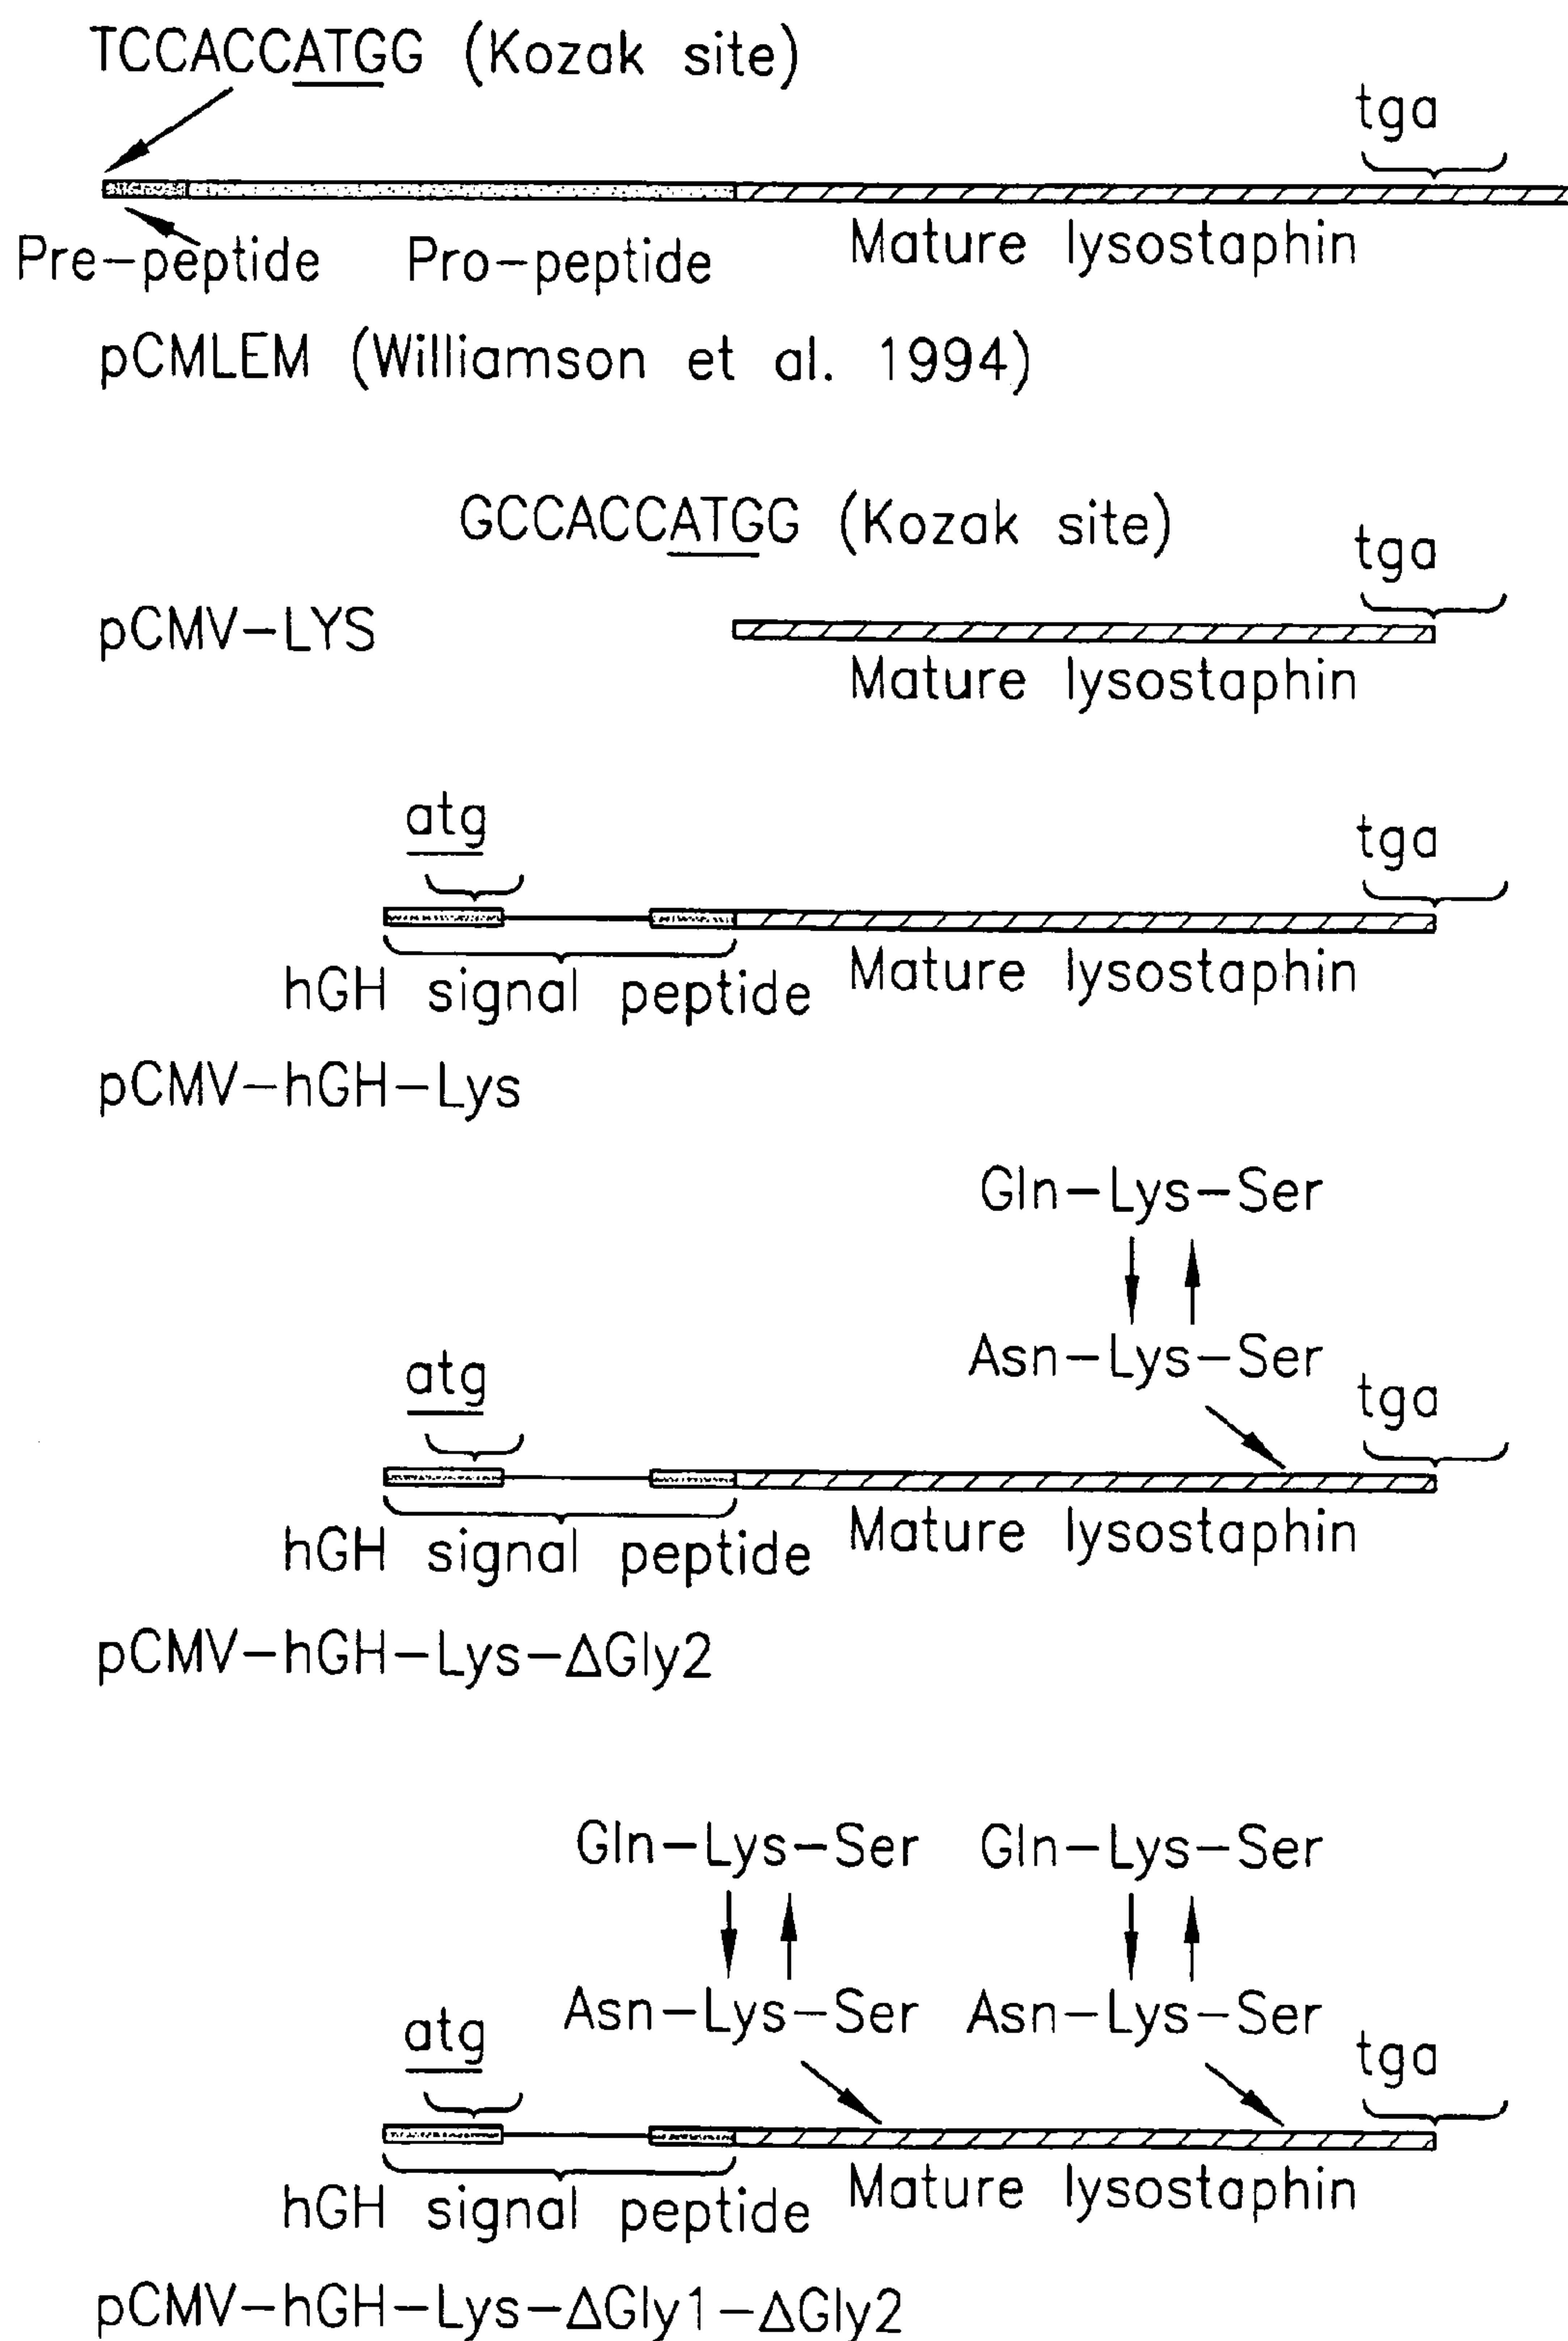 TCCACCATGG (Kozak site)
tga
Pre-peptide Pro-peptide Mature lysostaphin
pCMLEM (Williamson et al. 1994)
GCCACCATGG (Kozak site)
tga
pCMV-LYS
Mature lysostaphin
atg
tga
hGH signal peptide Mature lysostaphin
pCMV-hGH-Lys
Gln-Lys-Ser
Asn-Lys-Ser
atg
tga
hGH signal peptide Mature lysostaphin
pCMV-hGH-Lys-ΔGly2
Gln-Lys-Ser Gln-Lys-Ser
Asn-Lys-Ser Asn-Lys-Ser
atg
tga
hGH signal peptide Mature lysostaphin
pCMV-hGH-Lys-ΔGly1-ΔGly2